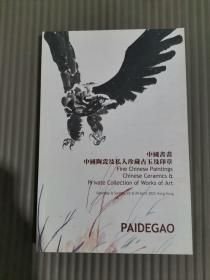 中國書畫
中國陶瓷及私人珍藏古玉及印章
Fine Chinese Paintings
Chinese Ceramics &
Private Collection of Works of Art
PAIDEGAO